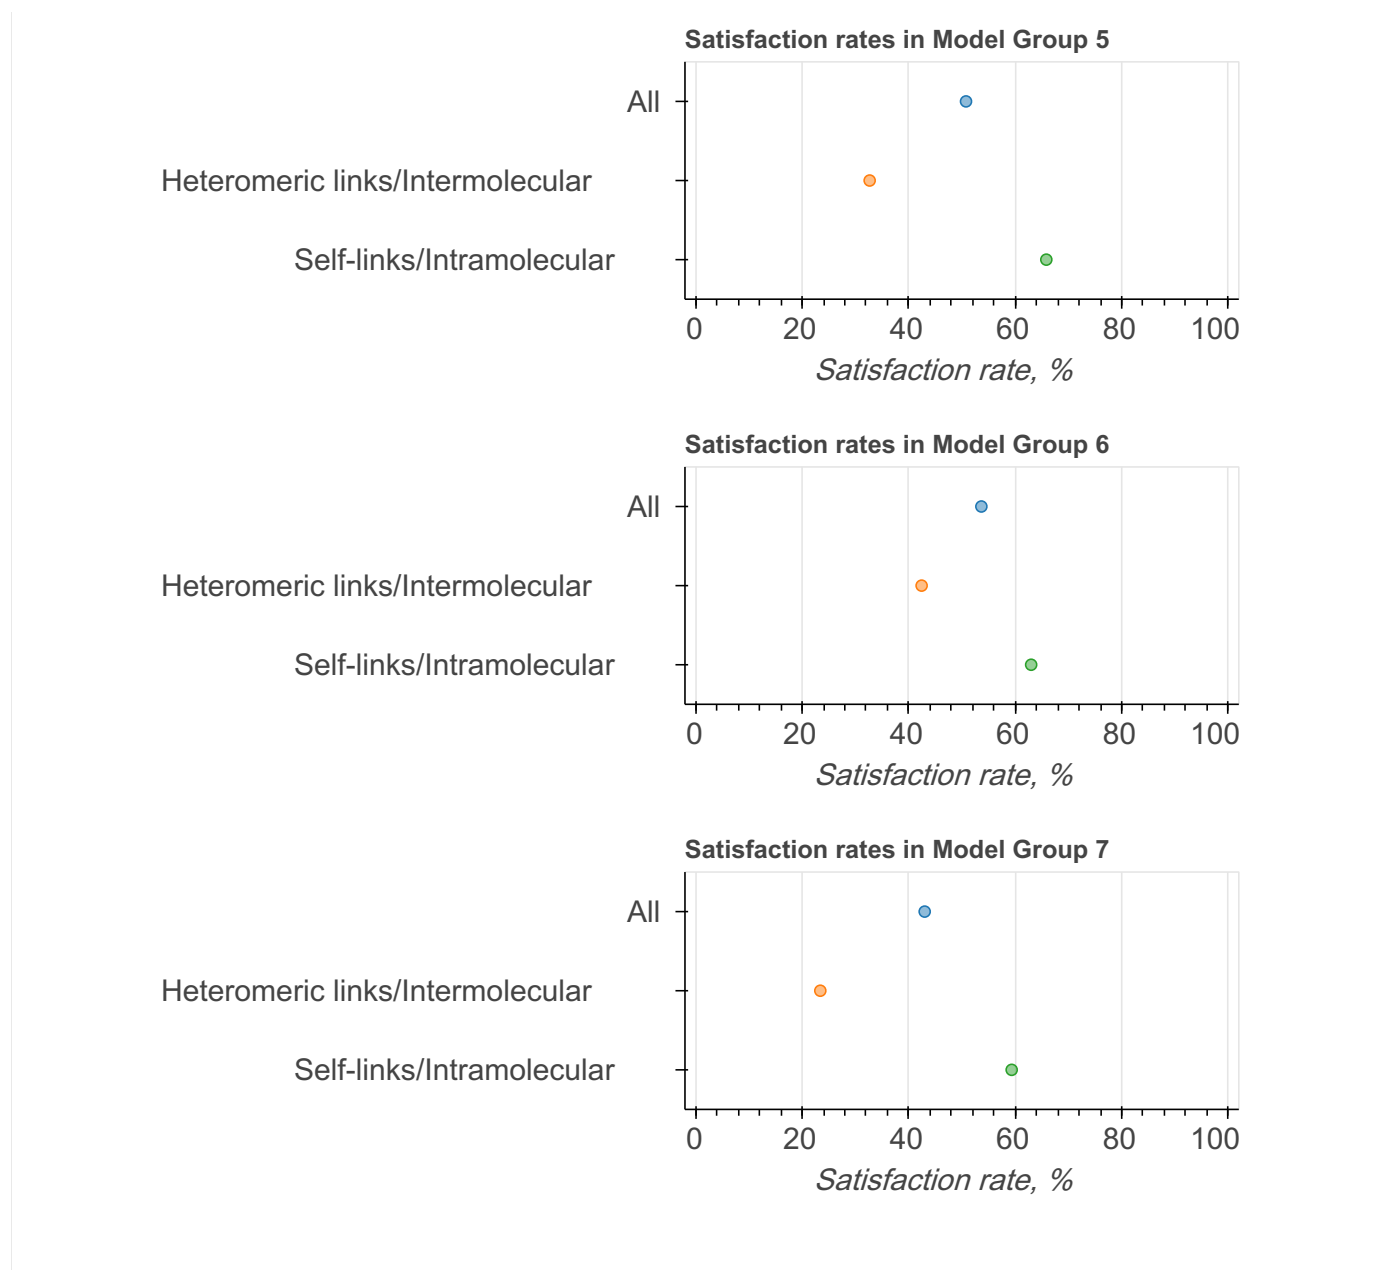 Satisfaction rates in Model Group 5
All
Heteromeric links/Intermolecular
Self-links/Intramolecular
0 20 40 60 80 100
Satisfaction rate, %
Satisfaction rates in Model Group 6
All
Heteromeric links/Intermolecular
Self-links/Intramolecular
0 20 40 60 80 100
Satisfaction rate, %
Satisfaction rates in Model Group 7
All
Heteromeric links/Intermolecular
Self-links/Intramolecular
0 20 40 60 80 100
Satisfaction rate, %